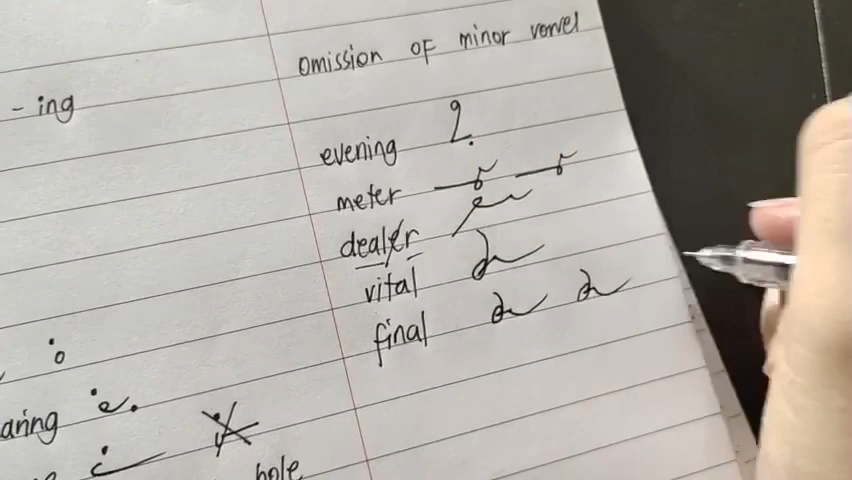 omission of minor vowel
- ing
evening
meter
dealer
vital
final
aring
hole